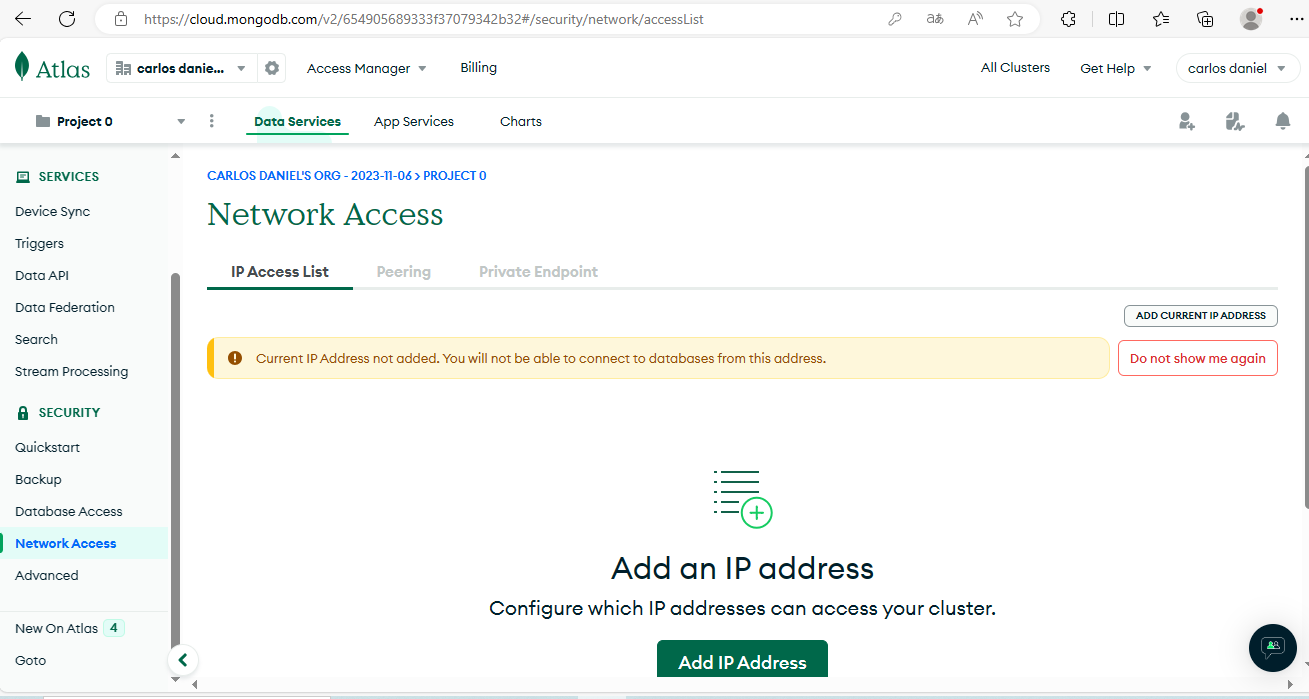 https://cloud.mongodb.com/v2/654905689333f37079342b32#/security/network/accessList
Atlas
carlos danie...
Access Manager
Billing
All Clusters
Get Help
carlos daniel
Project 0
Data Services
App Services
Charts
SERVICES
Device Sync
Triggers
Data API
Data Federation
Search
Stream Processing
SECURITY
Quickstart
Backup
Database Access
Network Access
Advanced
New On Atlas 4
Goto
CARLOS DANIEL'S ORG - 2023-11-06 > PROJECT 0
Network Access
IP Access List
Peering
Private Endpoint
ADD CURRENT IP ADDRESS
Current IP Address not added. You will not be able to connect to databases from this address.
Do not show me again
Add an IP address
Configure which IP addresses can access your cluster.
Add IP Address